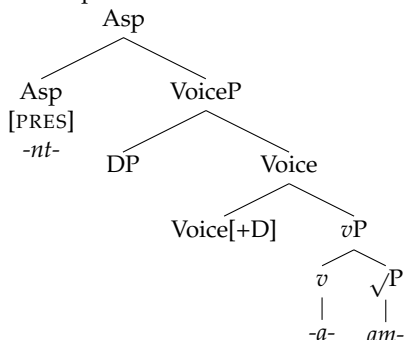 Asp
Asp VoiceP
[PRES]
-nt- DP Voice
Voice[+D] vP
v √P
-a- am-